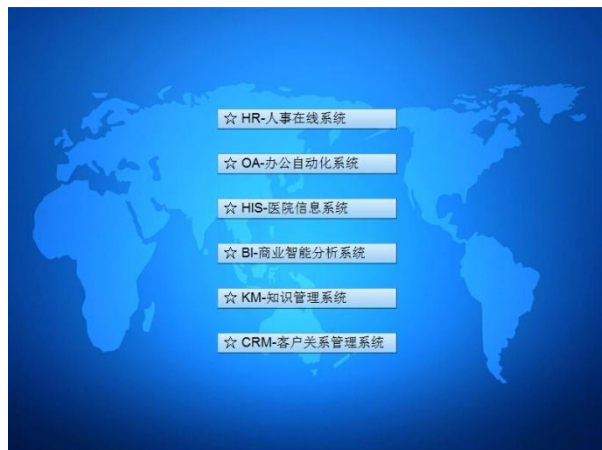 ☆ HR-人事在线系统
☆ OA-办公自动化系统
☆ HIS-医院信息系统
☆ BI-商业智能分析系统
☆ KM-知识管理系统
☆ CRM-客户关系管理系统